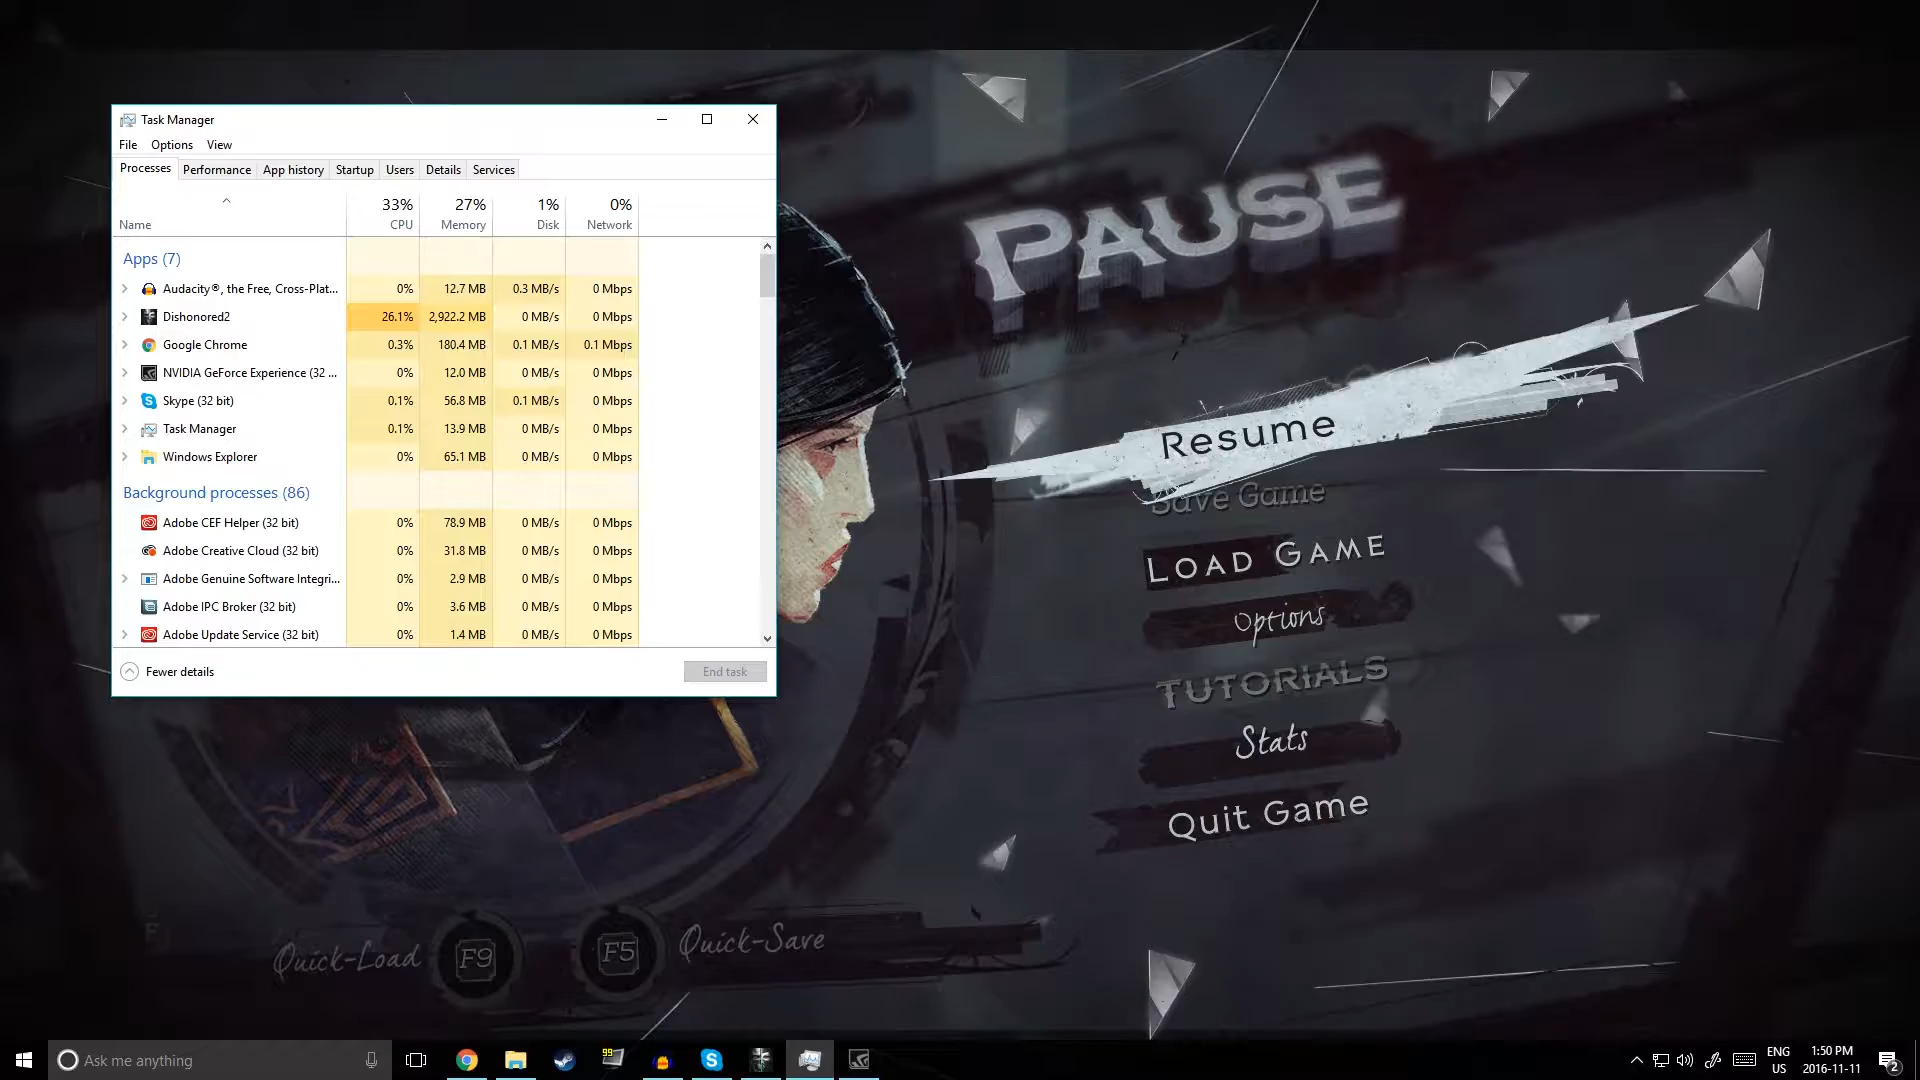 Task Manager
File Options View
Processes Performance App history Startup Users Details Services
33% 27% 1% 0%
Name CPU Memory Disk Network
Apps (7)
Audacity®, the Free, Cross-Plat... 0% 12.7 MB 0.3 MB/s 0 Mbps
Dishonored2 26.1% 2,922.2 MB 0 MB/s 0 Mbps
Google Chrome 0.3% 180.4 MB 0.1 MB/s 0.1 Mbps
NVIDIA GeForce Experience (32 ... 0% 12.0 MB 0 MB/s 0 Mbps
Skype (32 bit) 0.1% 56.8 MB 0.1 MB/s 0 Mbps
Task Manager 0.1% 13.9 MB 0 MB/s 0 Mbps
Windows Explorer 0% 65.1 MB 0 MB/s 0 Mbps
Background processes (86)
Adobe CEF Helper (32 bit) 0% 78.9 MB 0 MB/s 0 Mbps
Adobe Creative Cloud (32 bit) 0% 31.8 MB 0 MB/s 0 Mbps
Adobe Genuine Software Integri... 0% 2.9 MB 0 MB/s 0 Mbps
Adobe IPC Broker (32 bit) 0% 3.6 MB 0 MB/s 0 Mbps
Adobe Update Service (32 bit) 0% 1.4 MB 0 MB/s 0 Mbps
Fewer details End task
PAUSE
Resume
Save Game
LOAD GAME
Options
TUTORIALS
Stats
Quit Game
Quick-Load F9 F5 Quick-Save
Ask me anything
99
ENG
US
1:50 PM
2016-11-11
2